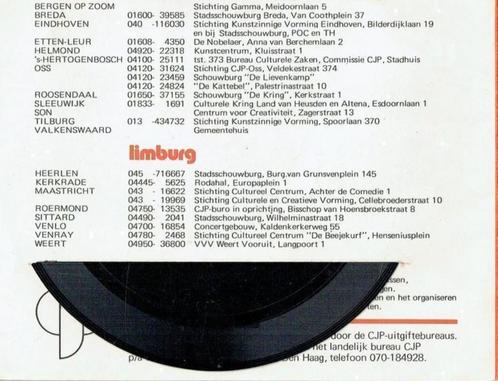 BERGEN OP ZOOM Stichting Gamma, Meidoornlaan 5
BREDA 01600- 39585 Stadsschouwburg Breda, Van Coothplein 37
EINDHOVEN 040 -116030 Stichting Kunstzinnige Vorming Eindhoven, Bilderdijklaan 19
en bij Stadsschouwburg, POC en TH
ETTEN-LEUR 01608- 4350 De Nobelaer, Anna van Berchemlaan 2
HELMOND 04920- 22318 Kunstcentrum, Kluisstraat 1
's-HERTOGENBOSCH 04100- 25111 tst. 373 Bureau Culturele Zaken, Commissie CJP, Stadhuis
OSS 04120- 31624 Stichting CJP-Oss, Veldekestraat 374
04120- 23459 Schouwburg "De Lievenkamp"
04120- 24824 "De Kattebel", Palestrinastraat 10
ROOSENDAAL 01650- 37155 Schouwburg "De Kring", Kerkstraat 1
SLEEUWIJK 01833- 1691 Culturele Kring Land van Heusden en Altena, Esdoornlaan 1
SON Centrum voor Creativiteit, Zagerstraat 13
TILBURG 013 -434732 Stichting Kunstzinnige Vorming, Spoorlaan 370
VALKENSWAARD Gemeentehuis
limburg
HEERLEN 045 -716667 Stadsschouwburg, Burg.van Grunsvenplein 145
KERKRADE 04445- 5625 Rodahal, Europaplein 1
MAASTRICHT 043 - 16622 Stichting Cultureel Centrum, Achter de Comedie 1
043 - 19969 Stichting Culturele en Creatieve Vorming, Cellebroederstraat 10
ROERMOND 04750- 13535 CJP-buro in oprichtjing, Bisschop van Hoensbroekstraat 8
SITTARD 04490- 2041 Stadsschouwburg, Wilhelminastraat 18
VENLO 04700- 16854 Concertgebouw, Kaldenkerkerweg 55
VENRAY 04780- 2468 Stichting Cultureel Centrum "De Beejekurf", Henseniusplein
WEERT 04950- 36800 VVV Weert Vooruit, Langpoort 1
en en het organiseren
door de CJP-uitgiftebureaus.
het landelijk bureau CJP
p/a Den Haag, telefoon 070-184928.